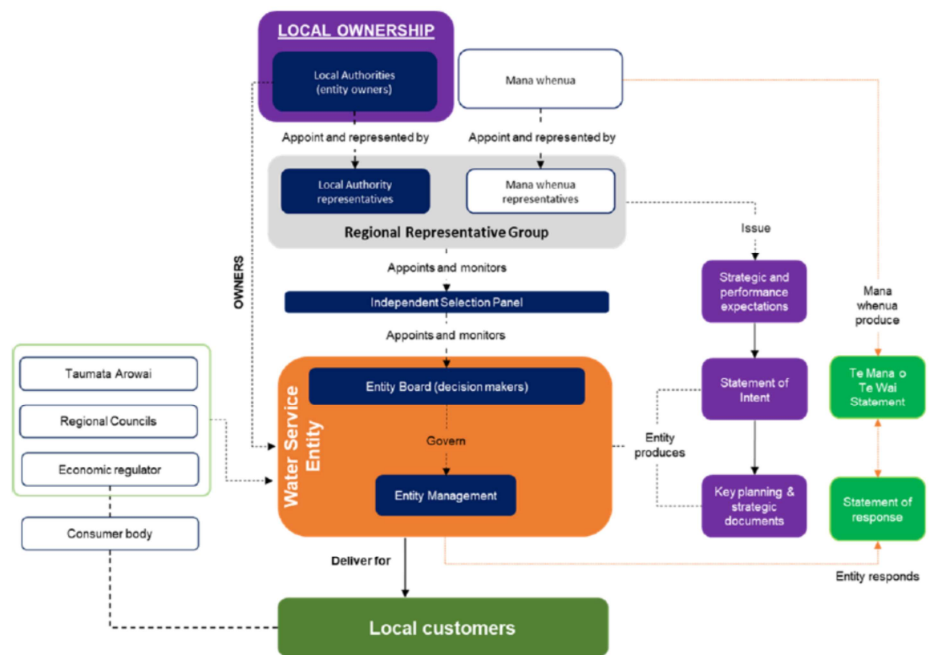 LOCAL OWNERSHIP
Local Authorities
(entity owners)
Mana whenua
Appoint and represented by
Appoint and represented by
Local Authority
representatives
Mana whenua
representatives
Regional Representative Group
Issue
Appoints and monitors
Strategic and
performance
expectations
OWNERS
Independent Selection Panel
Mana
whenua
produce
Appoints and monitors
Taumata Arowai
Regional Councils
Economic regulator
Consumer body
Water Service
Entity
Entity Board (decision makers)
Govern
Entity Management
Statement of
Intent
Te Mana o
Te Wai
Statement
Entity
produces
Key planning &
strategic
documents
Statement of
response
Deliver for
Entity responds
Local customers